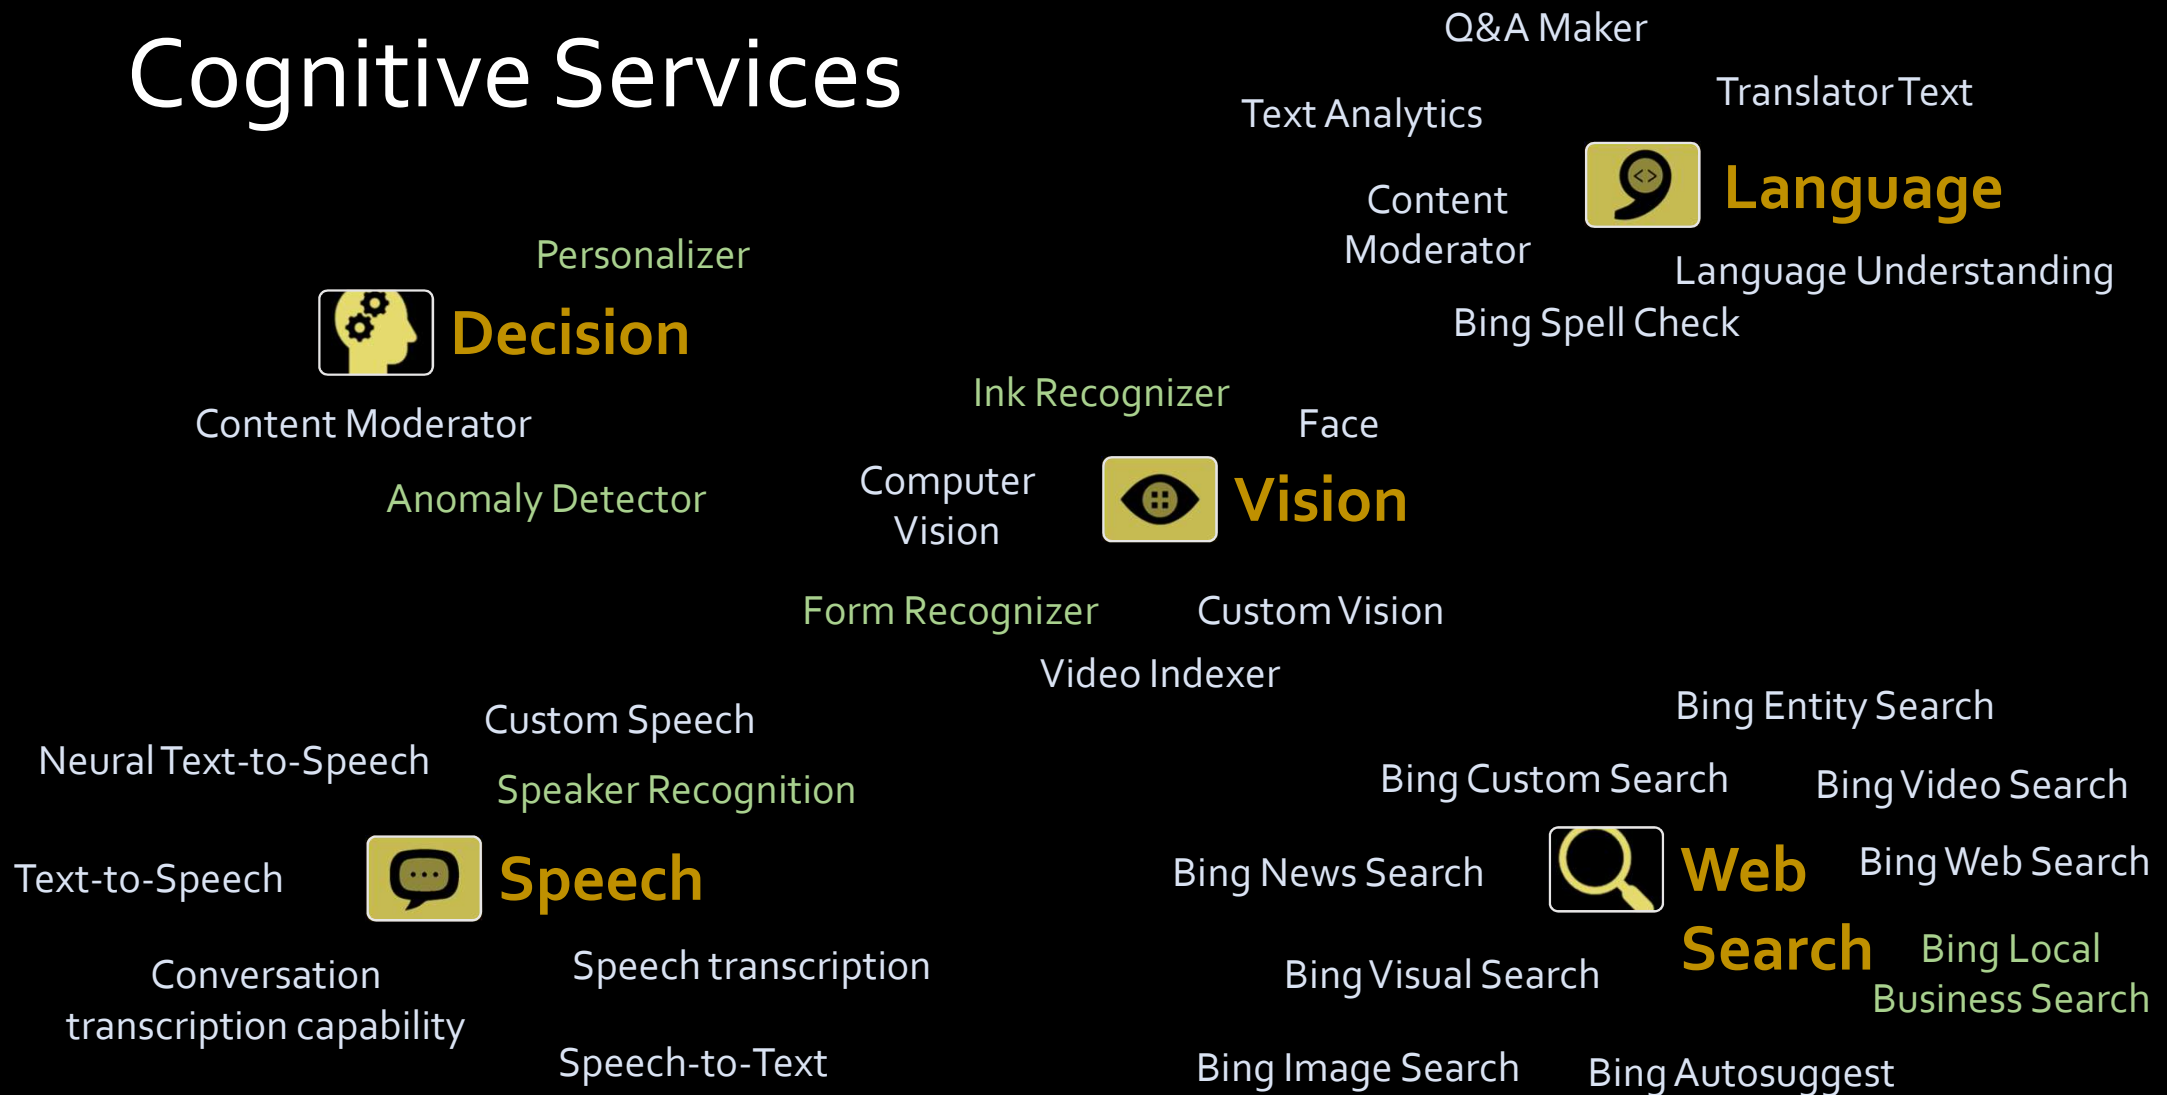 Cognitive Services
Q&A Maker
Translator Text
Text Analytics
Language
Content
Moderator
Language Understanding
Bing Spell Check
Personalizer
Decision
Content Moderator
Anomaly Detector
Ink Recognizer
Face
Computer
Vision
Vision
Form Recognizer
Custom Vision
Video Indexer
Custom Speech
Neural Text-to-Speech
Speaker Recognition
Text-to-Speech
Speech
Conversation
transcription capability
Speech transcription
Speech-to-Text
Bing Entity Search
Bing Custom Search
Bing Video Search
Bing News Search
Web
Search
Bing Web Search
Bing Local
Business Search
Bing Visual Search
Bing Image Search
Bing Autosuggest